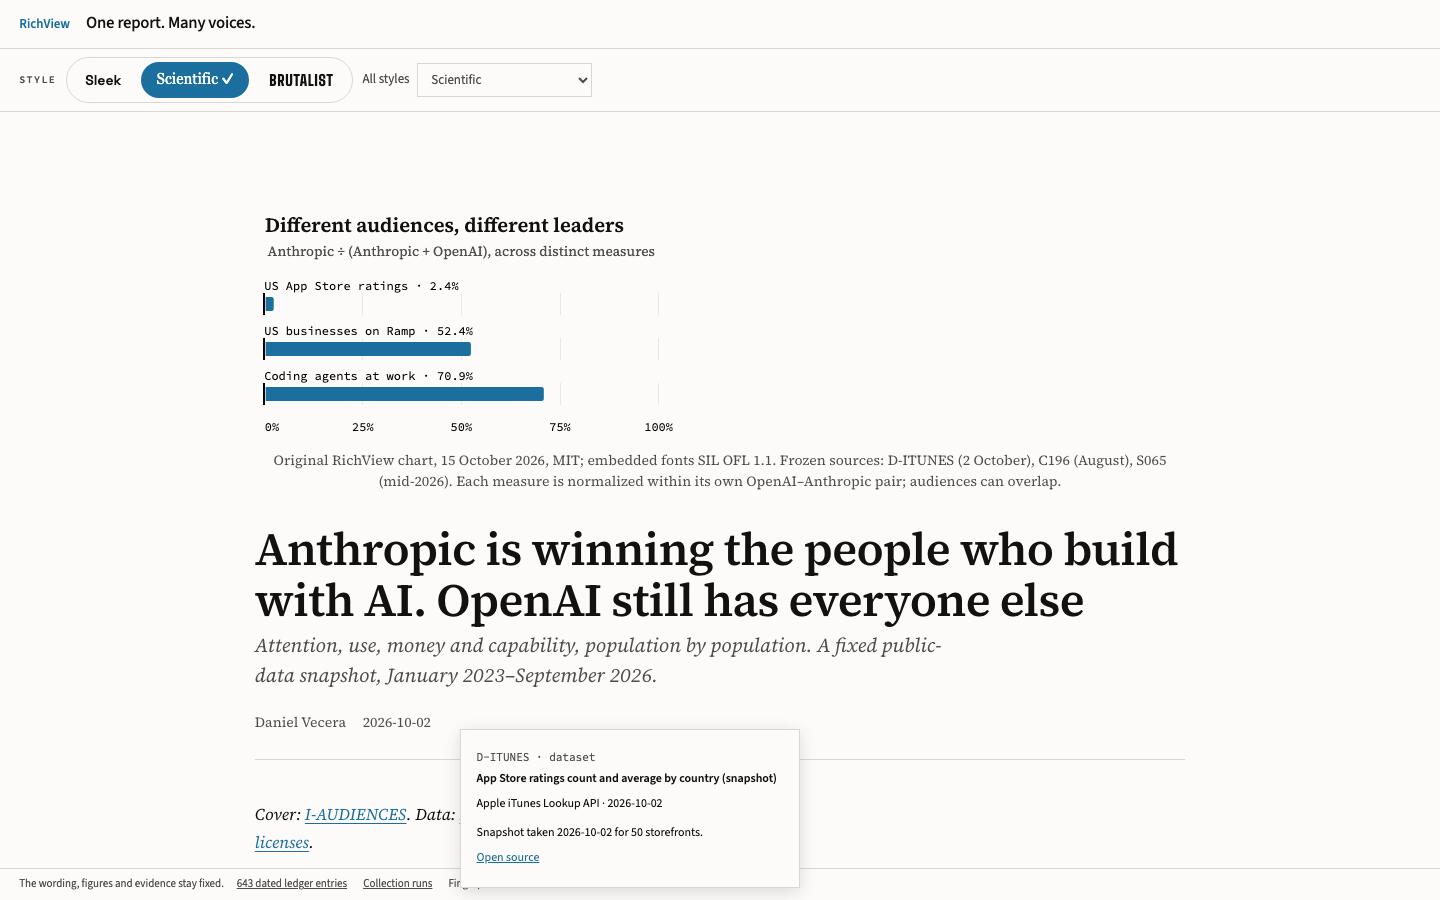 RichView One report. Many voices.
STYLE Sleek Scientific ✓ BRUTALIST All styles Scientific
Different audiences, different leaders
Anthropic ÷ (Anthropic + OpenAI), across distinct measures
US App Store ratings · 2.4%
US businesses on Ramp · 52.4%
Coding agents at work · 70.9%
0% 25% 50% 75% 100%
Original RichView chart, 15 October 2026, MIT; embedded fonts SIL OFL 1.1. Frozen sources: D-ITUNES (2 October), C196 (August), S065
(mid-2026). Each measure is normalized within its own OpenAI–Anthropic pair; audiences can overlap.
Anthropic is winning the people who build
with AI. OpenAI still has everyone else
Attention, use, money and capability, population by population. A fixed public-
data snapshot, January 2023–September 2026.
Daniel Vecera 2026-10-02
D-ITUNES · dataset
App Store ratings count and average by country (snapshot)
Apple iTunes Lookup API · 2026-10-02
Snapshot taken 2026-10-02 for 50 storefronts.
Open source
Cover: I-AUDIENCES. Data:
licenses.
The wording, figures and evidence stay fixed. 643 dated ledger entries Collection runs